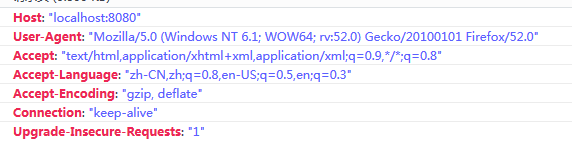 Host: "localhost:8080"
User-Agent: "Mozilla/5.0 (Windows NT 6.1; WOW64; rv:52.0) Gecko/20100101 Firefox/52.0"
Accept: "text/html,application/xhtml+xml,application/xml;q=0.9,*/*;q=0.8"
Accept-Language: "zh-CN,zh;q=0.8,en-US;q=0.5,en;q=0.3"
Accept-Encoding: "gzip, deflate"
Connection: "keep-alive"
Upgrade-Insecure-Requests: "1"